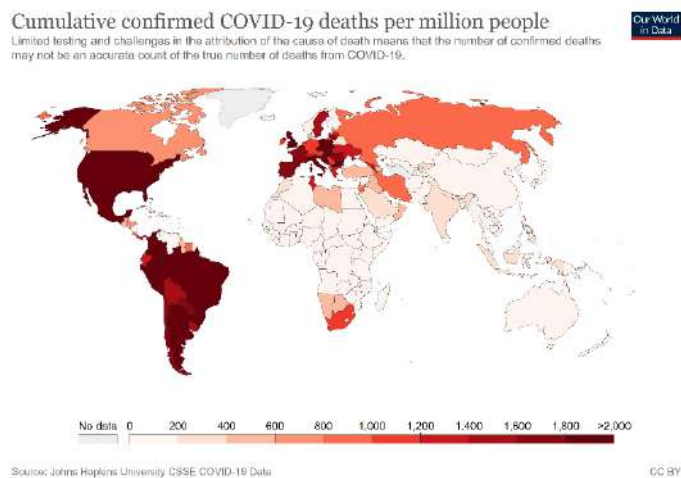 Cumulative confirmed COVID-19 deaths per million people
Our World
in Data
Limited testing and challenges in the attribution of the cause of death means that the number of confirmed deaths
may not be an accurate count of the true number of deaths from COVID-19.
No data 0 200 400 600 800 1,000 1,200 1,400 1,600 1,800 >2,000
Source: Johns Hopkins University CSSE COVID-19 Data CC BY